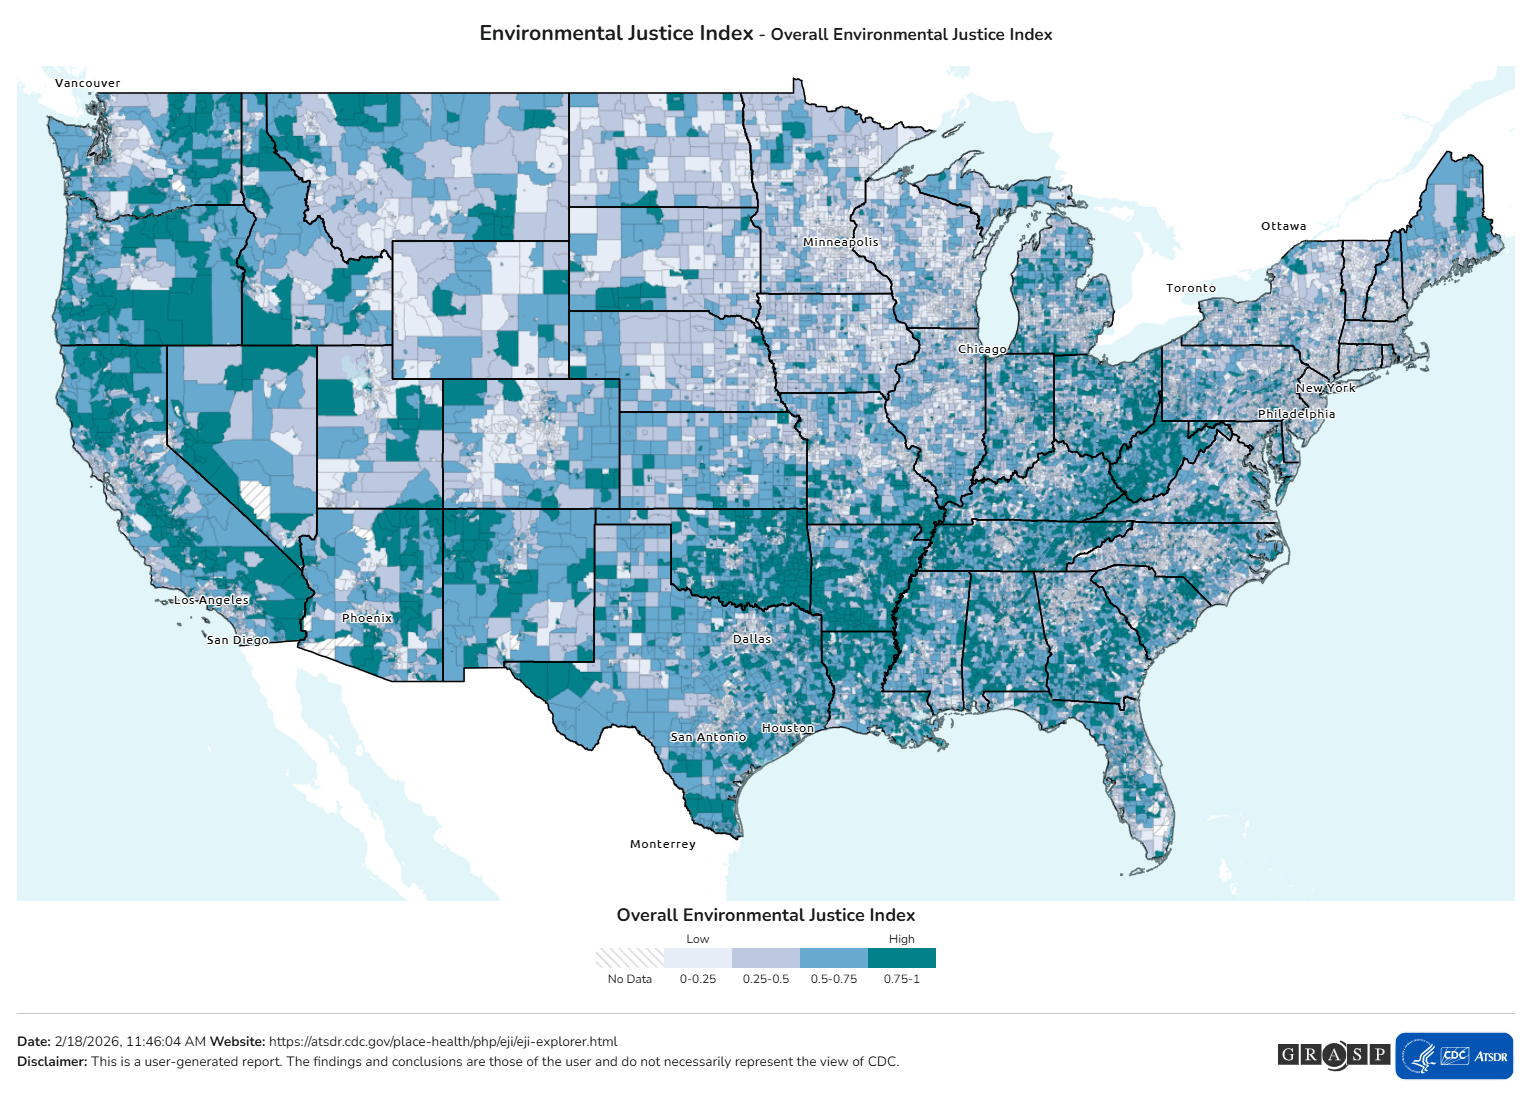 Environmental Justice Index - Overall Environmental Justice Index
Vancouver
Ottawa
Minneapolis
Toronto
Chicago
New York
Philadelphia
Los Angeles
Phoenix
San Diego
Dallas
Houston
San Antonio
Monterrey
Overall Environmental Justice Index
Low High
No Data 0-0.25 0.25-0.5 0.5-0.75 0.75-1
Date: 2/18/2026, 11:46:04 AM Website: https://atsdr.cdc.gov/place-health/php/eji/eji-explorer.html
Disclaimer: This is a user-generated report. The findings and conclusions are those of the user and do not necessarily represent the view of CDC.
GRASP
CDC ATSDR